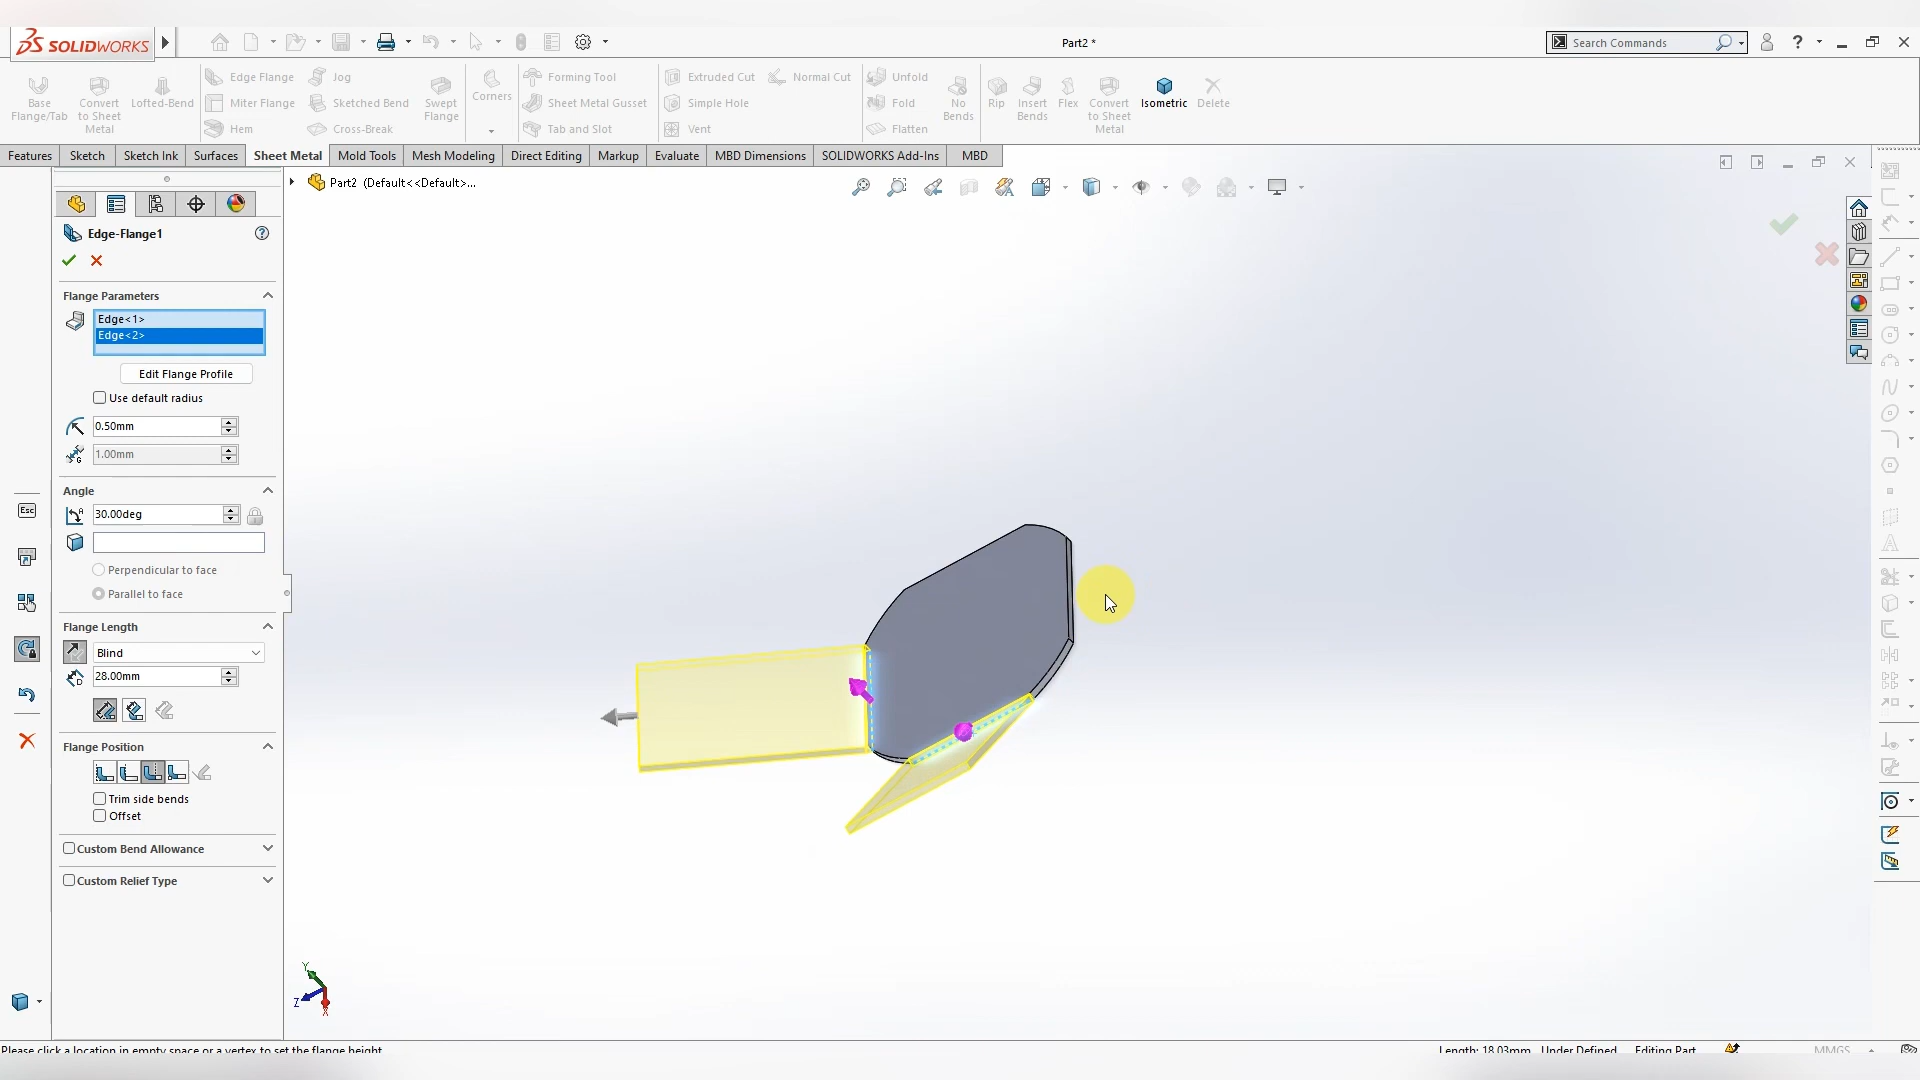 SOLIDWORKS
Part2 *
Search Commands
?
Base Flange/Tab
Convert to Sheet Metal
Lofted-Bend
Edge Flange
Miter Flange
Hem
Jog
Sketched Bend
Cross-Break
Swept Flange
Corners
Forming Tool
Sheet Metal Gusset
Tab and Slot
Extruded Cut
Simple Hole
Vent
Normal Cut
Unfold
Fold
Flatten
No Bends
Rip
Insert Bends
Flex
Convert to Sheet Metal
Isometric
Delete
Features
Sketch
Sketch Ink
Surfaces
Sheet Metal
Mold Tools
Mesh Modeling
Direct Editing
Markup
Evaluate
MBD Dimensions
SOLIDWORKS Add-Ins
MBD
Part2 (Default<<Default>...
Edge-Flange1
Flange Parameters
Edge<1>
Edge<2>
Edit Flange Profile
Use default radius
0.50mm
1.00mm
Angle
30.00deg
Perpendicular to face
Parallel to face
Flange Length
Blind
28.00mm
Flange Position
Trim side bends
Offset
Custom Bend Allowance
Custom Relief Type
Esc
Y
Z
X
Please click a location in empty space or a vertex to set the flange height
Length: 18.03mm
Under Defined
Editing Part
MMGS